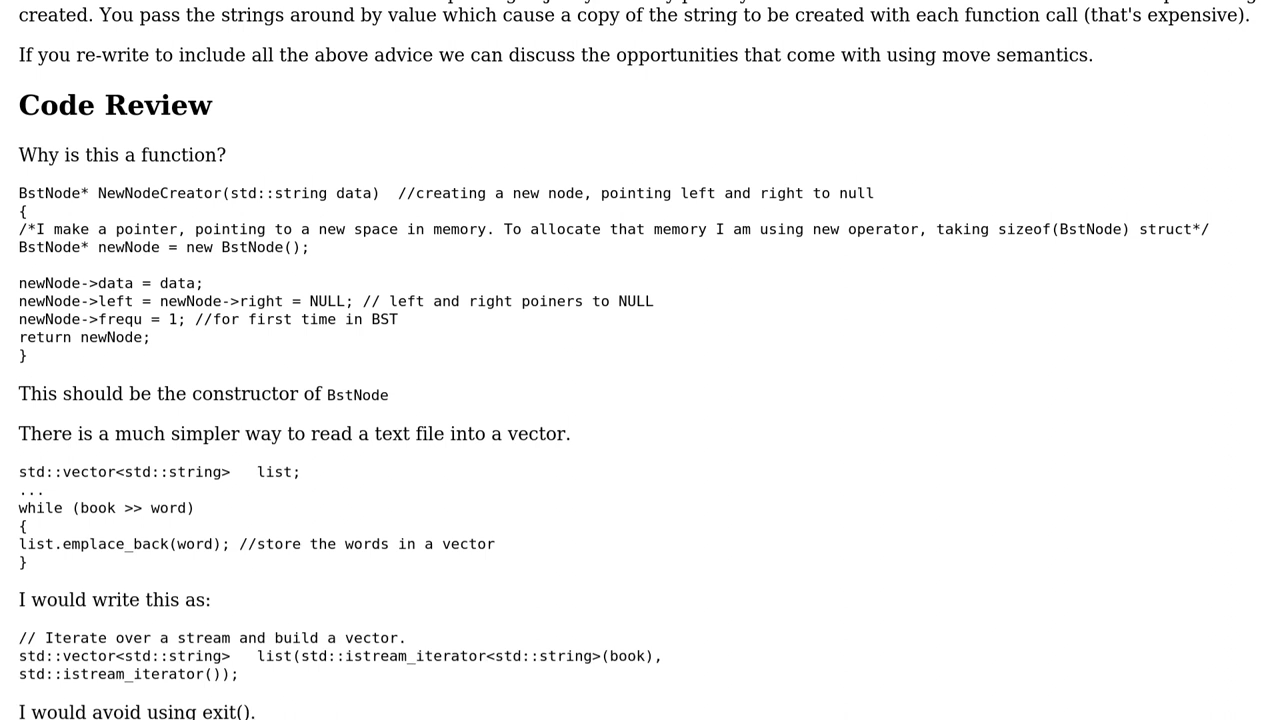 created. You pass the strings around by value which cause a copy of the string to be created with each function call (that's expensive).
If you re-write to include all the above advice we can discuss the opportunities that come with using move semantics.
Code Review
Why is this a function?
BstNode* NewNodeCreator(std::string data)  //creating a new node, pointing left and right to null
{
/*I make a pointer, pointing to a new space in memory. To allocate that memory I am using new operator, taking sizeof(BstNode) struct*/
BstNode* newNode = new BstNode();
newNode->data = data;
newNode->left = newNode->right = NULL; // left and right poiners to NULL
newNode->frequ = 1; //for first time in BST
return newNode;
}
This should be the constructor of BstNode
There is a much simpler way to read a text file into a vector.
std::vector<std::string>   list;
...
while (book >> word)
{
list.emplace_back(word); //store the words in a vector
}
I would write this as:
// Iterate over a stream and build a vector.
std::vector<std::string>   list(std::istream_iterator<std::string>(book),
std::istream_iterator());
I would avoid using exit().